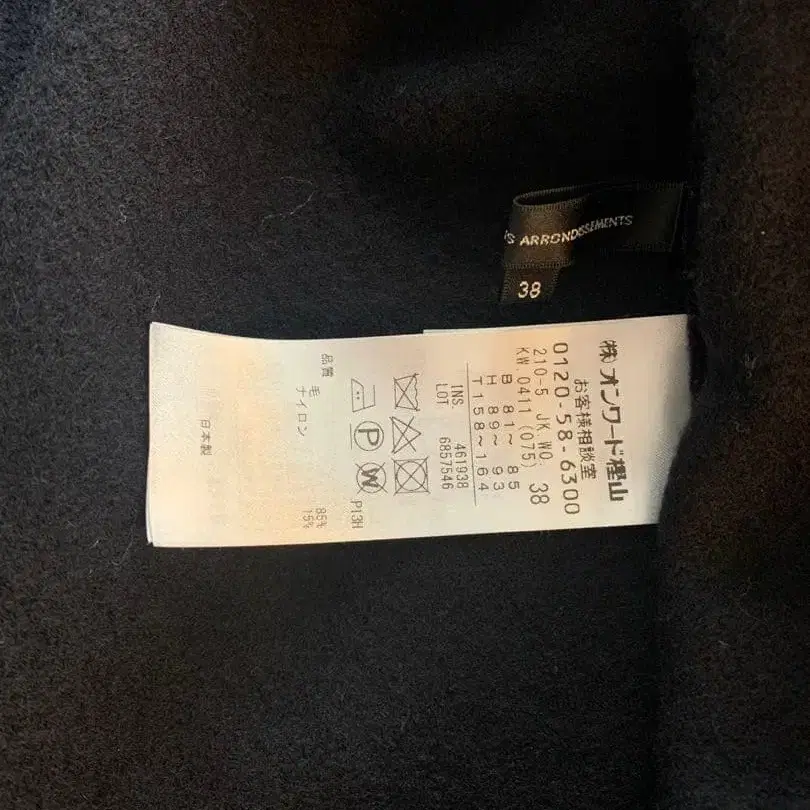 S ARRONDISSEMENTS
38
(株)オンワード樫山
お客様相談室
0120-58-6300
210-5 JK.WO. 38
KW 0411 (075)
B 81～ 85
H 89～ 93
T158～164
INS. 461938
LOT 6857546
P W P13H
品質
毛 85%
ナイロン 15%
日本製